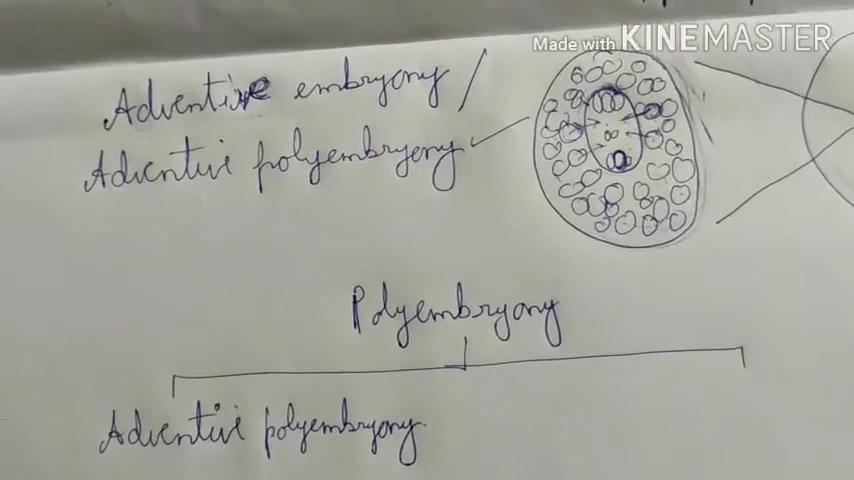 Made with KINEMASTER
Adventive embryony /
Adventive polyembryony
Polyembryony
Adventive polyembryony.